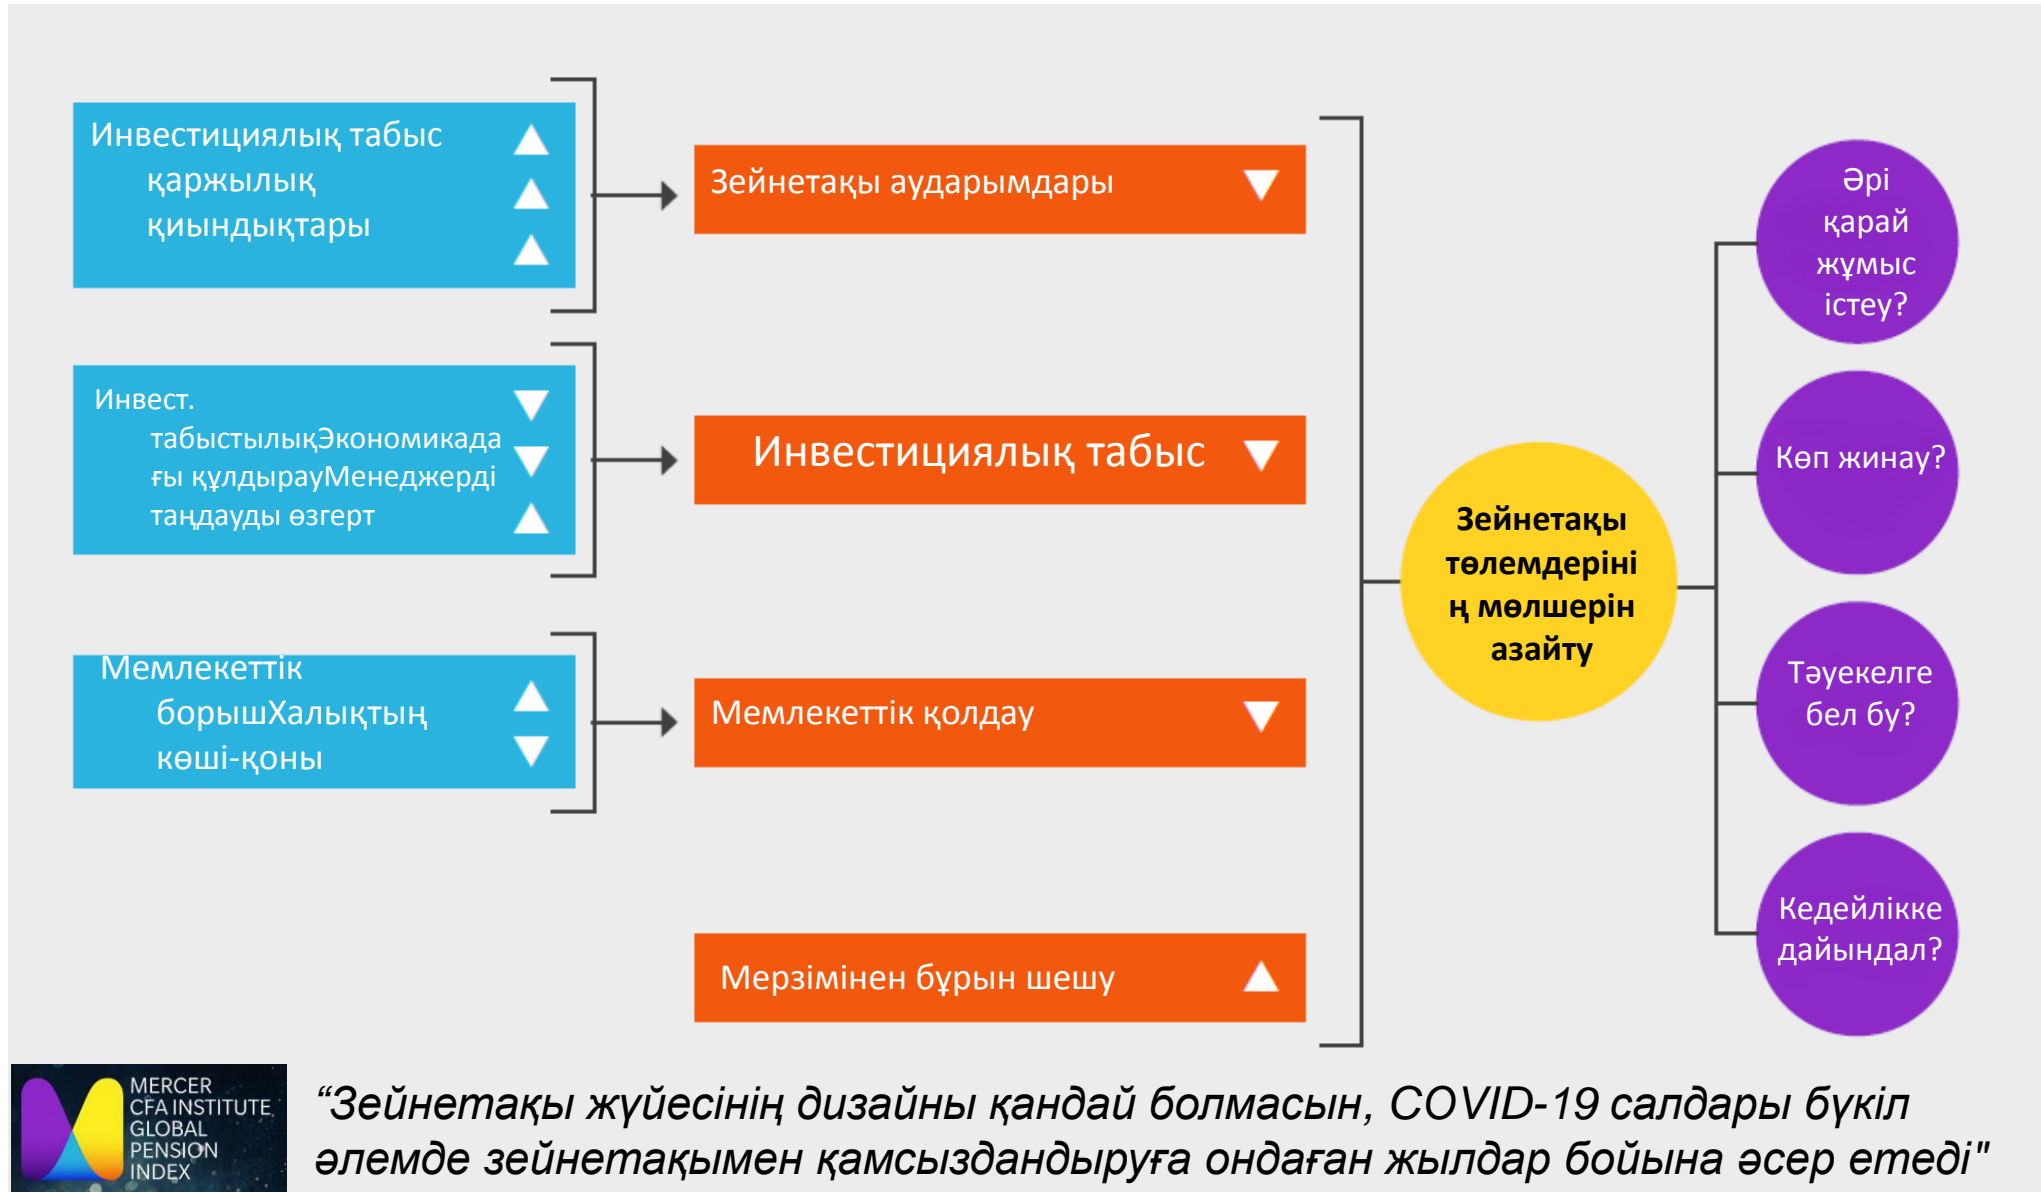 Инвестициялық табыс
қаржылық
қиындықтары
Зейнетақы аударымдары
Инвест.
табыстылықЭкономикада
ғы құлдырауМенеджерді
таңдауды өзгерт
Инвестициялық табыс
Мемлекеттік
борышХалықтың
көші-қоны
Мемлекеттік қолдау
Мерзімінен бұрын шешу
Зейнетақы
төлемдеріні
ң мөлшерін
азайту
Әрі
қарай
жұмыс
істеу?
Көп жинау?
Тәуекелге
бел бу?
Кедейлікке
дайындал?
MERCER
CFA INSTITUTE
GLOBAL
PENSION
INDEX
“Зейнетақы жүйесінің дизайны қандай болмасын, COVID-19 салдары бүкіл
әлемде зейнетақымен қамсыздандыруға ондаған жылдар бойына әсер етеді"